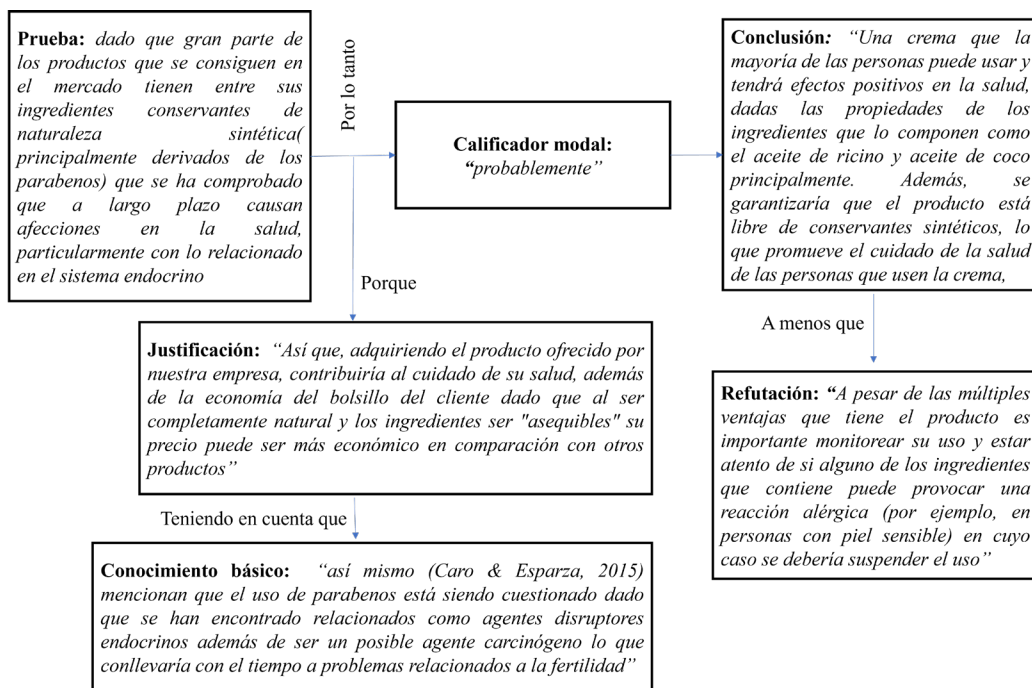 Prueba: dado que gran parte de
los productos que se consiguen en
el mercado tienen entre sus
ingredientes conservantes de
naturaleza sintética(
principalmente derivados de los
parabenos) que se ha comprobado
que a largo plazo causan
afecciones en la salud,
particularmente con lo relacionado
en el sistema endocrino
Por lo tanto
Calificador modal:
“probablemente”
Conclusión: “Una crema que la
mayoría de las personas puede usar y
tendrá efectos positivos en la salud,
dadas las propiedades de los
ingredientes que lo componen como
el aceite de ricino y aceite de coco
principalmente. Además, se
garantizaría que el producto está
libre de conservantes sintéticos, lo
que promueve el cuidado de la salud
de las personas que usen la crema,
Porque
A menos que
Justificación: “Así que, adquiriendo el producto ofrecido por
nuestra empresa, contribuiría al cuidado de su salud, además
de la economía del bolsillo del cliente dado que al ser
completamente natural y los ingredientes ser "asequibles" su
precio puede ser más económico en comparación con otros
productos”
Refutación: “A pesar de las múltiples
ventajas que tiene el producto es
importante monitorear su uso y estar
atento de si alguno de los ingredientes
que contiene puede provocar una
reacción alérgica (por ejemplo, en
personas con piel sensible) en cuyo
caso se debería suspender el uso”
Teniendo en cuenta que
Conocimiento básico: “así mismo (Caro & Esparza, 2015)
mencionan que el uso de parabenos está siendo cuestionado dado
que se han encontrado relacionados como agentes disruptores
endocrinos además de ser un posible agente carcinógeno lo que
conllevaría con el tiempo a problemas relacionados a la fertilidad”